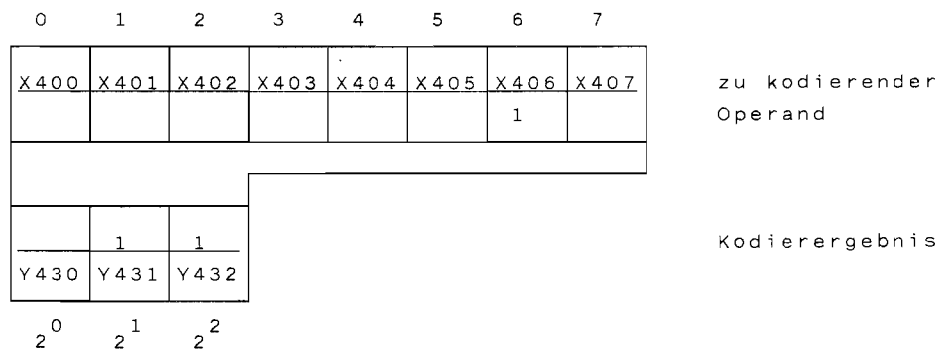 0 1 2 3 4 5 6 7
X400 X401 X402 X403 X404 X405 X406 X407 zu kodierender
1 Operand
1 1 Kodierergebnis
Y430 Y431 Y432
2^0 2^1 2^2